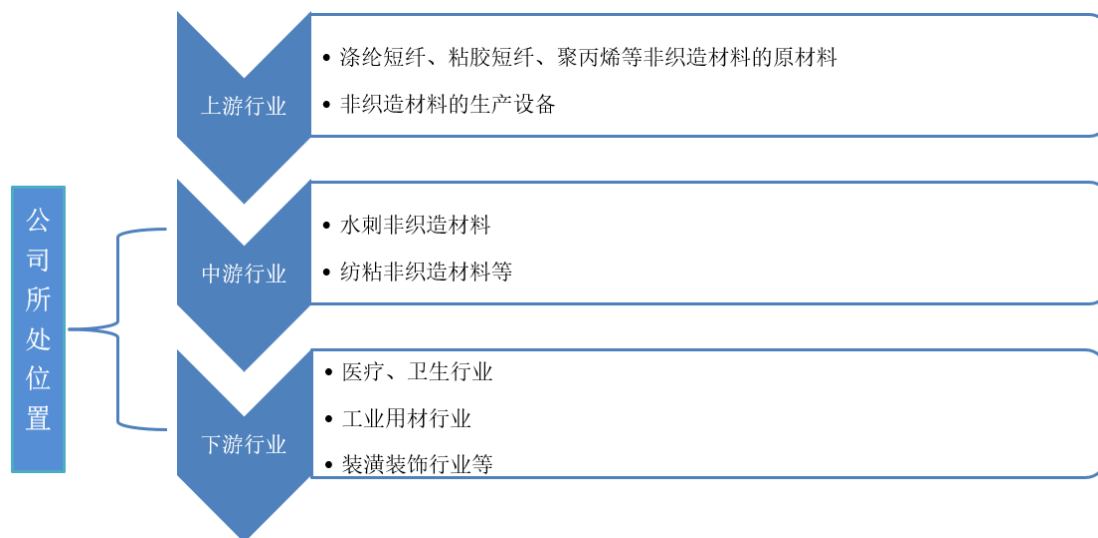 上游行业
• 涤纶短纤、粘胶短纤、聚丙烯等非织造材料的原材料
• 非织造材料的生产设备
公司所处位置
中游行业
• 水刺非织造材料
• 纺粘非织造材料等
下游行业
• 医疗、卫生行业
• 工业用材行业
• 装潢装饰行业等